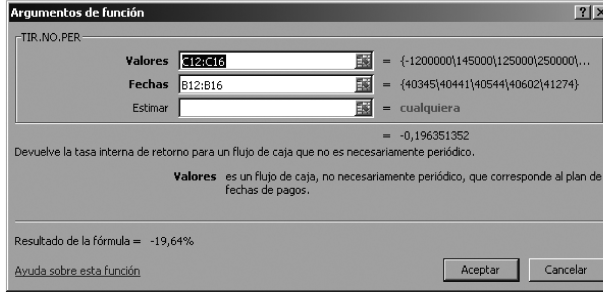 Argumentos de función
TIR.NO.PER
Valores C12:C16 = {-1200000\145000\125000\250000\...
Fechas B12:B16 = {40345\40441\40544\40602\41274}
Estimar = cualquiera
= -0,196351352
Devuelve la tasa interna de retorno para un flujo de caja que no es necesariamente periódico.
Valores es un flujo de caja, no necesariamente periódico, que corresponde al plan de
fechas de pagos.
Resultado de la fórmula = -19,64%
Ayuda sobre esta función
Aceptar
Cancelar